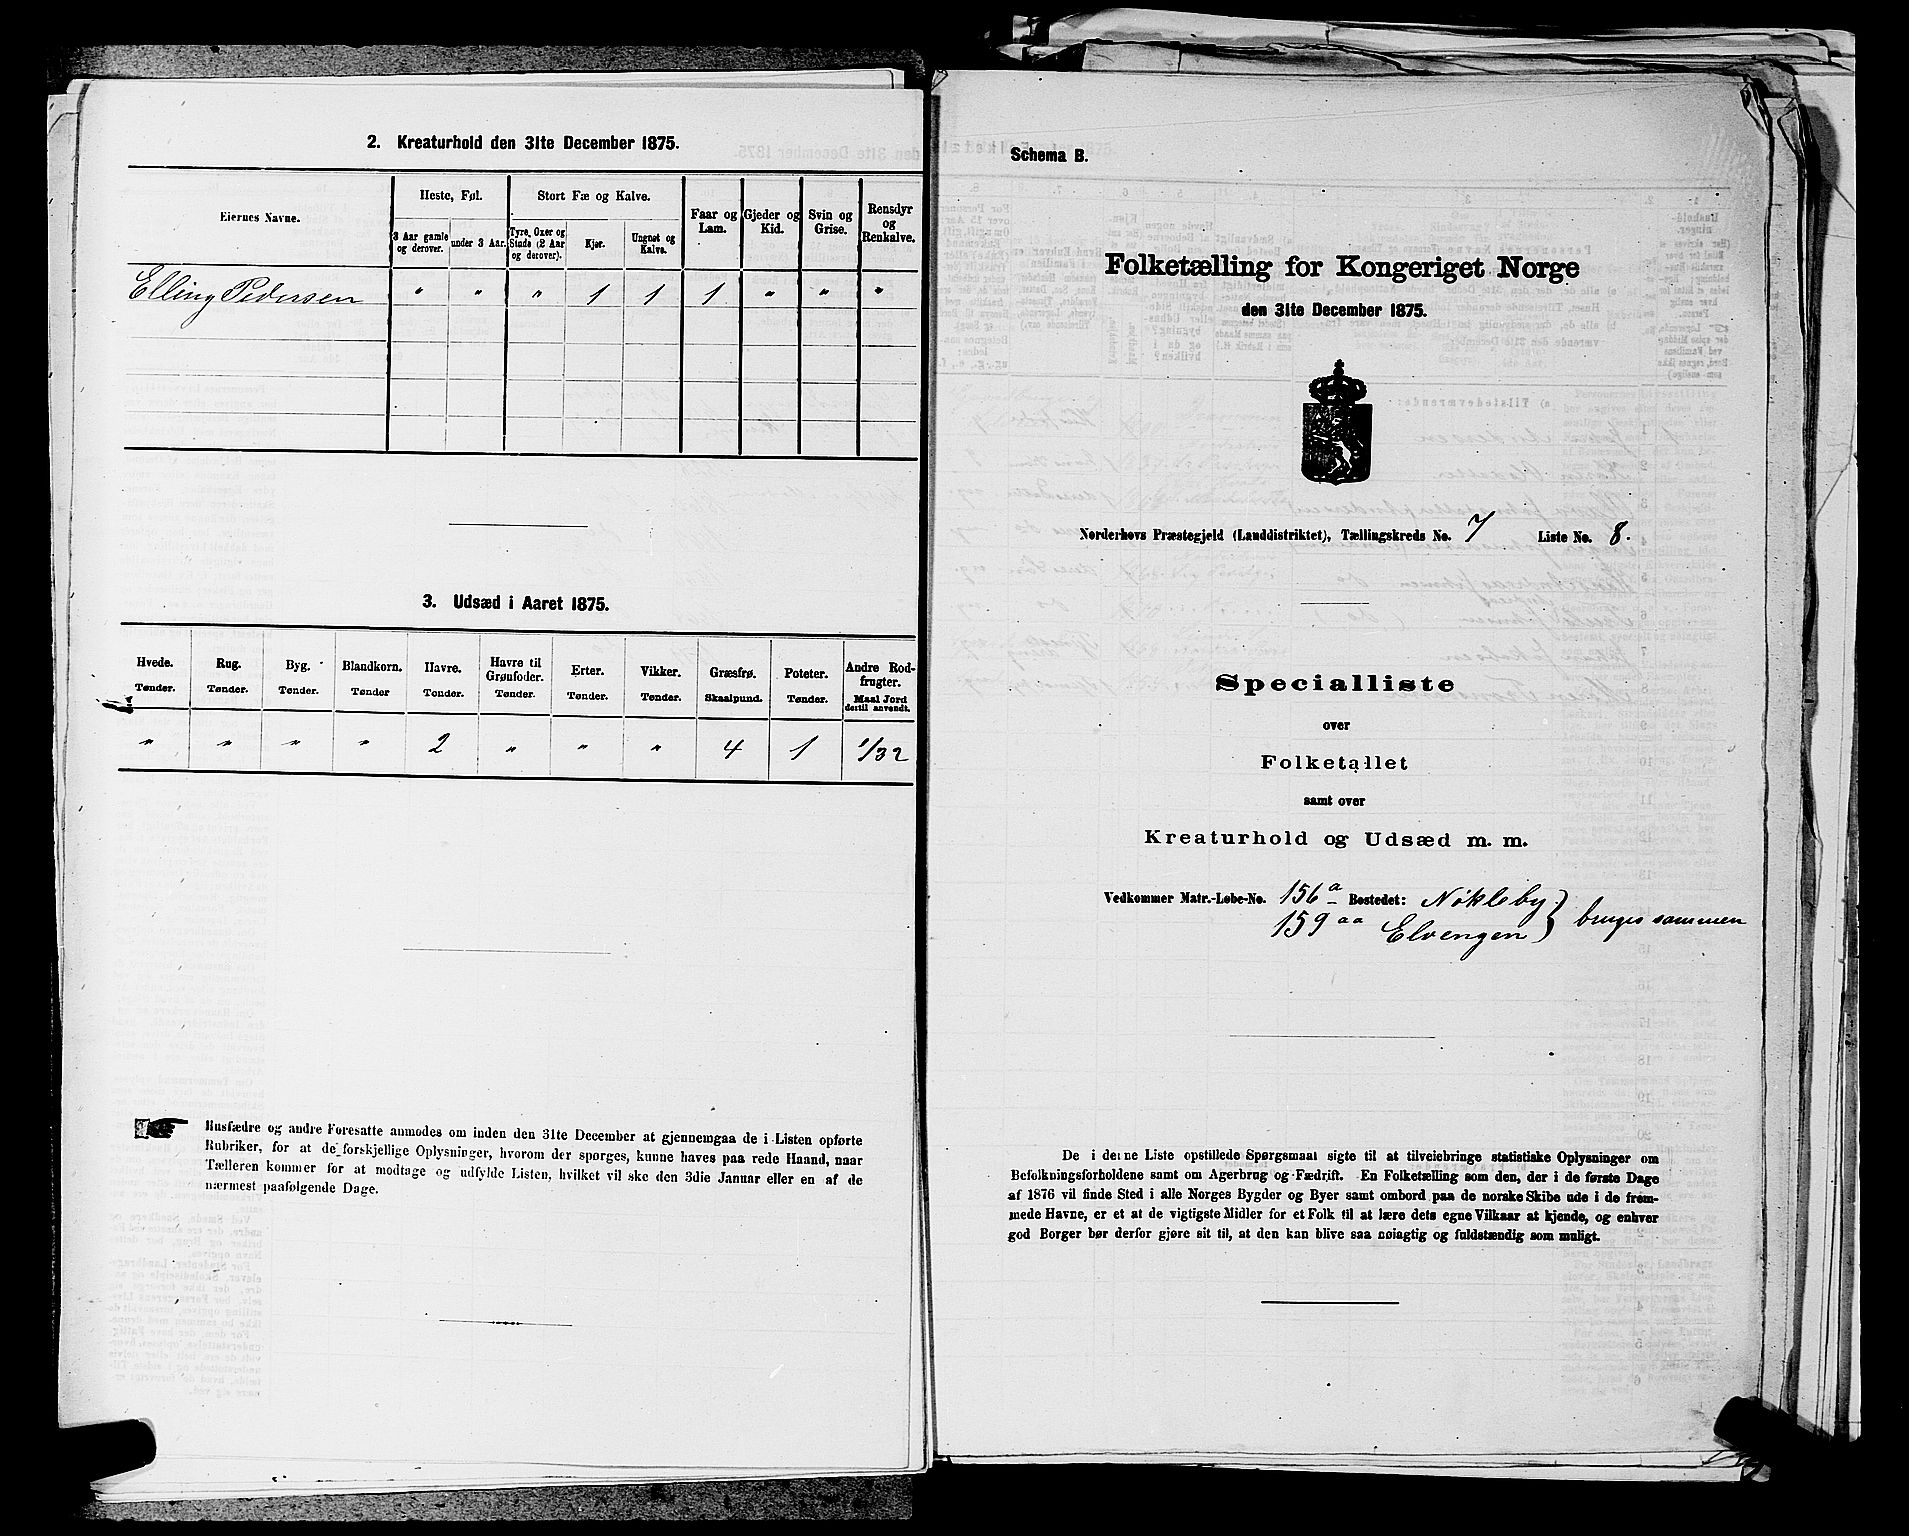 2. Kreaturhold den 31te December 1875.
Eiernes Navne.
Heste, Føl.
Stort Fæ og Kalve.
Faar og Lam.
Gjeder og Kid.
Svin og Grise.
Rensdyr og Renkalve.
3 Aar gamle og derover.
under 3 Aar.
Tyre, Oxer og Stude (2 Aar og derover).
Kjør.
Ungnøt og Kalve.
Elling Pedersen " " " 1 1 1 " " "
3. Udsæd i Aaret 1875.
Hvede. Rug. Byg. Blandkorn. Havre. Havre til Grønfoder. Erter. Vikker. Græsfrø. Poteter. Andre Rodfrugter.
Tønder. Tønder. Tønder. Tønder Tønder. Tønder. Tønder. Tønder. Skaalpund. Tønder. Maal Jord dertil anvendt.
" " " " 2 " " " 4 1 1/32
Husfædre og andre Foresatte anmodes om inden den 31te December at gjennemgaa de i Listen opførte
Rubriker, for at de forskjellige Oplysninger, hvorom der spørges, kunne haves paa rede Haand, naar
Tælleren kommer for at modtage og udfylde Listen, hvilket vil ske den 3die Januar eller en af de
nærmest paafølgende Dage.
Schema B.
Folketælling for Kongeriget Norge
den 31te December 1875.
Norderhovs Præstegjeld (Landdistriktet), Tællingskreds No. 7 Liste No. 8.
Specialliste
over
Folketallet
samt over
Kreaturhold og Udsæd m. m.
Vedkommer Matr.-Løbe-No. 156a Bostedet: Nøkleby } bruges sammen
159aa Elvengen
De i denne Liste opstillede Spørgsmaal sigte til at tilveiebringe statistiske Oplysninger om
Befolkningsforholdene samt om Agerbrug og Fædrift. En Folketælling som den, der i de første Dage
af 1876 vil finde Sted i alle Norges Bygder og Byer samt ombord paa de norske Skibe ude i de frem-
mede Havne, er et at de vigtigste Midler for et Folk til at lære dets egne Vilkaar at kjende, og enhver
god Borger bør derfor gjøre sit til, at den kan blive saa nøiagtig og fuldstændig som muligt.